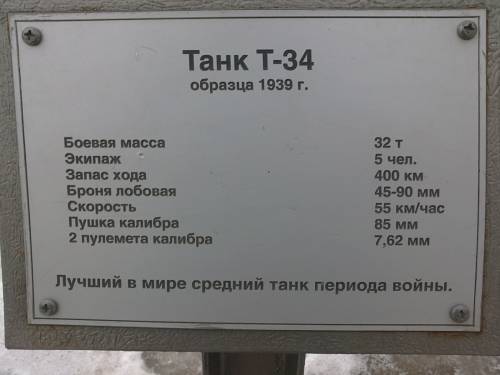 Танк Т-34
образца 1939 г.
Боевая масса 32 т
Экипаж 5 чел.
Запас хода 400 км
Броня лобовая 45-90 мм
Скорость 55 км/час
Пушка калибра 85 мм
2 пулемета калибра 7,62 мм
Лучший в мире средний танк периода войны.